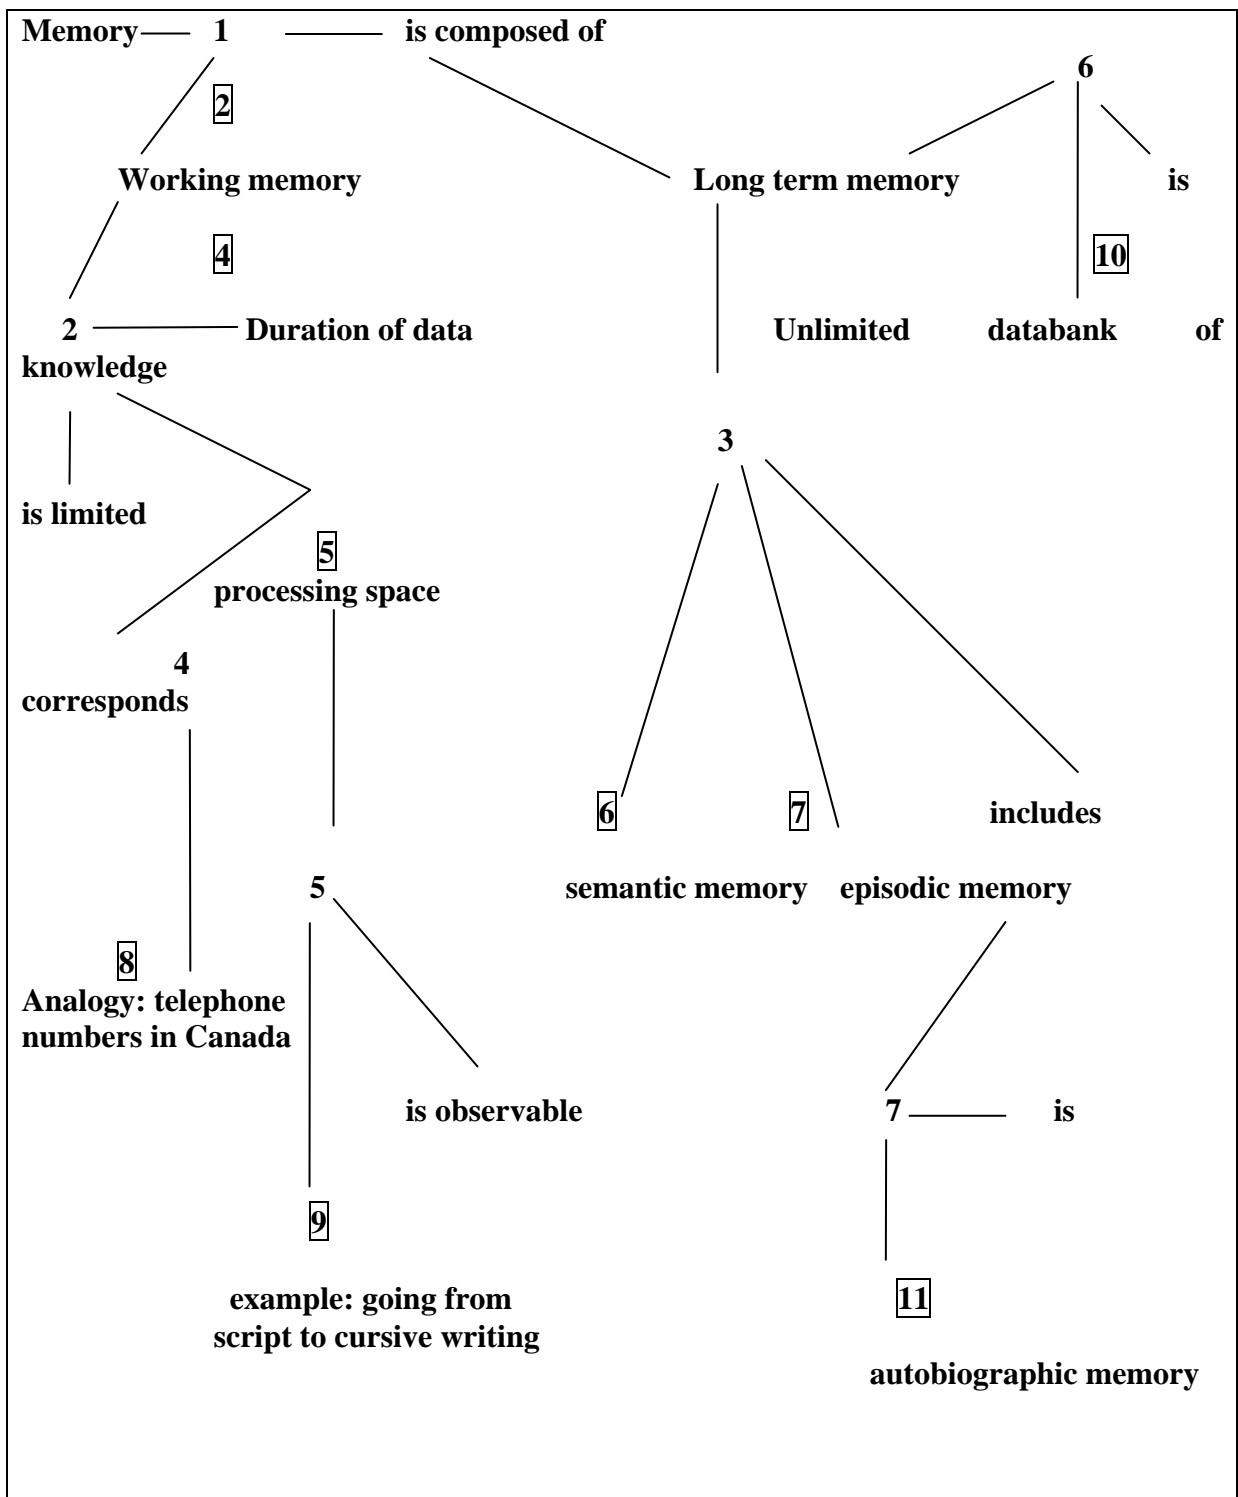 Memory 1 is composed of
6
2
Working memory Long term memory is
4 10
2 Duration of data Unlimited databank of
knowledge
3
is limited
5
processing space
4
corresponds
6 7 includes
5 semantic memory episodic memory
8
Analogy: telephone
numbers in Canada
is observable 7 is
9
example: going from 11
script to cursive writing
autobiographic memory